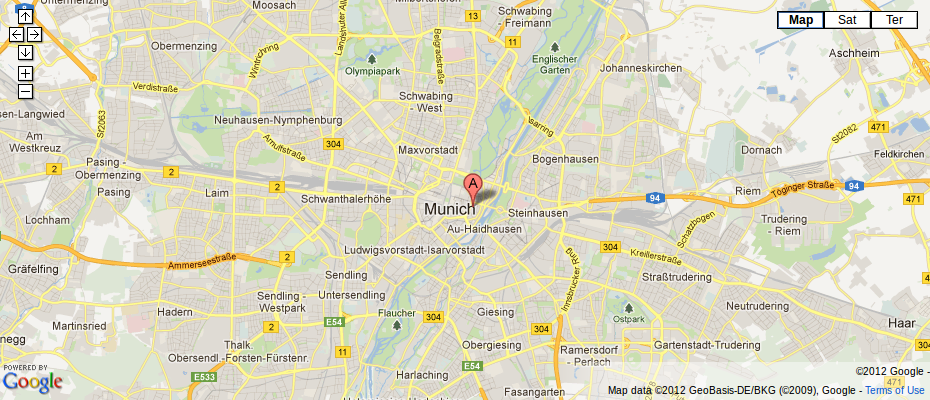 Untermenzing
Moosach
Milbertshofen
Schwabing
- Freimann
Map
Sat
Ter
Obermenzing
Wintrichring
Landshuter All
Belgradstraße
13
11
Englischer
Garten
Aschheim
Olympiapark
Johanneskirchen
Verdistraße
Schwabing
- West
sen-Langwied
St2063
Neuhausen-Nymphenburg
Isarring
St2082
471
Am
Westkreuz
Arnulfstraße
304
Maxvorstadt
Dornach
Feldkirchen
Pasing -
Obermenzing
2
2
Bogenhausen
Pasing
Laim
2
Schwanthalerhöhe
A
Munich
Steinhausen
94
Riem
Töginger Straße
94
471
Lochham
Au-Haidhausen
Schatzbogen
Trudering
- Riem
Ludwigsvorstadt-Isarvorstadt
304
Kreillerstraße
Gräfelfing
Ammerseestraße
Sendling
Innsbrucker Ring
Straßtrudering
Sendling -
Westpark
Untersendling
Neutrudering
Hadern
Flaucher
304
Giesing
Ostpark
Martinsried
2
E54
304
Haar
negg
Thalk.
Obersendl.-Forsten-Fürstenr.
11
Obergiesing
Ramersdorf
- Perlach
Gartenstadt-Trudering
E533
Harlaching
E54
Fasangarten
POWERED BY
Google
©2012 Google -
Map data ©2012 GeoBasis-DE/BKG (©2009), Google - Terms of Use